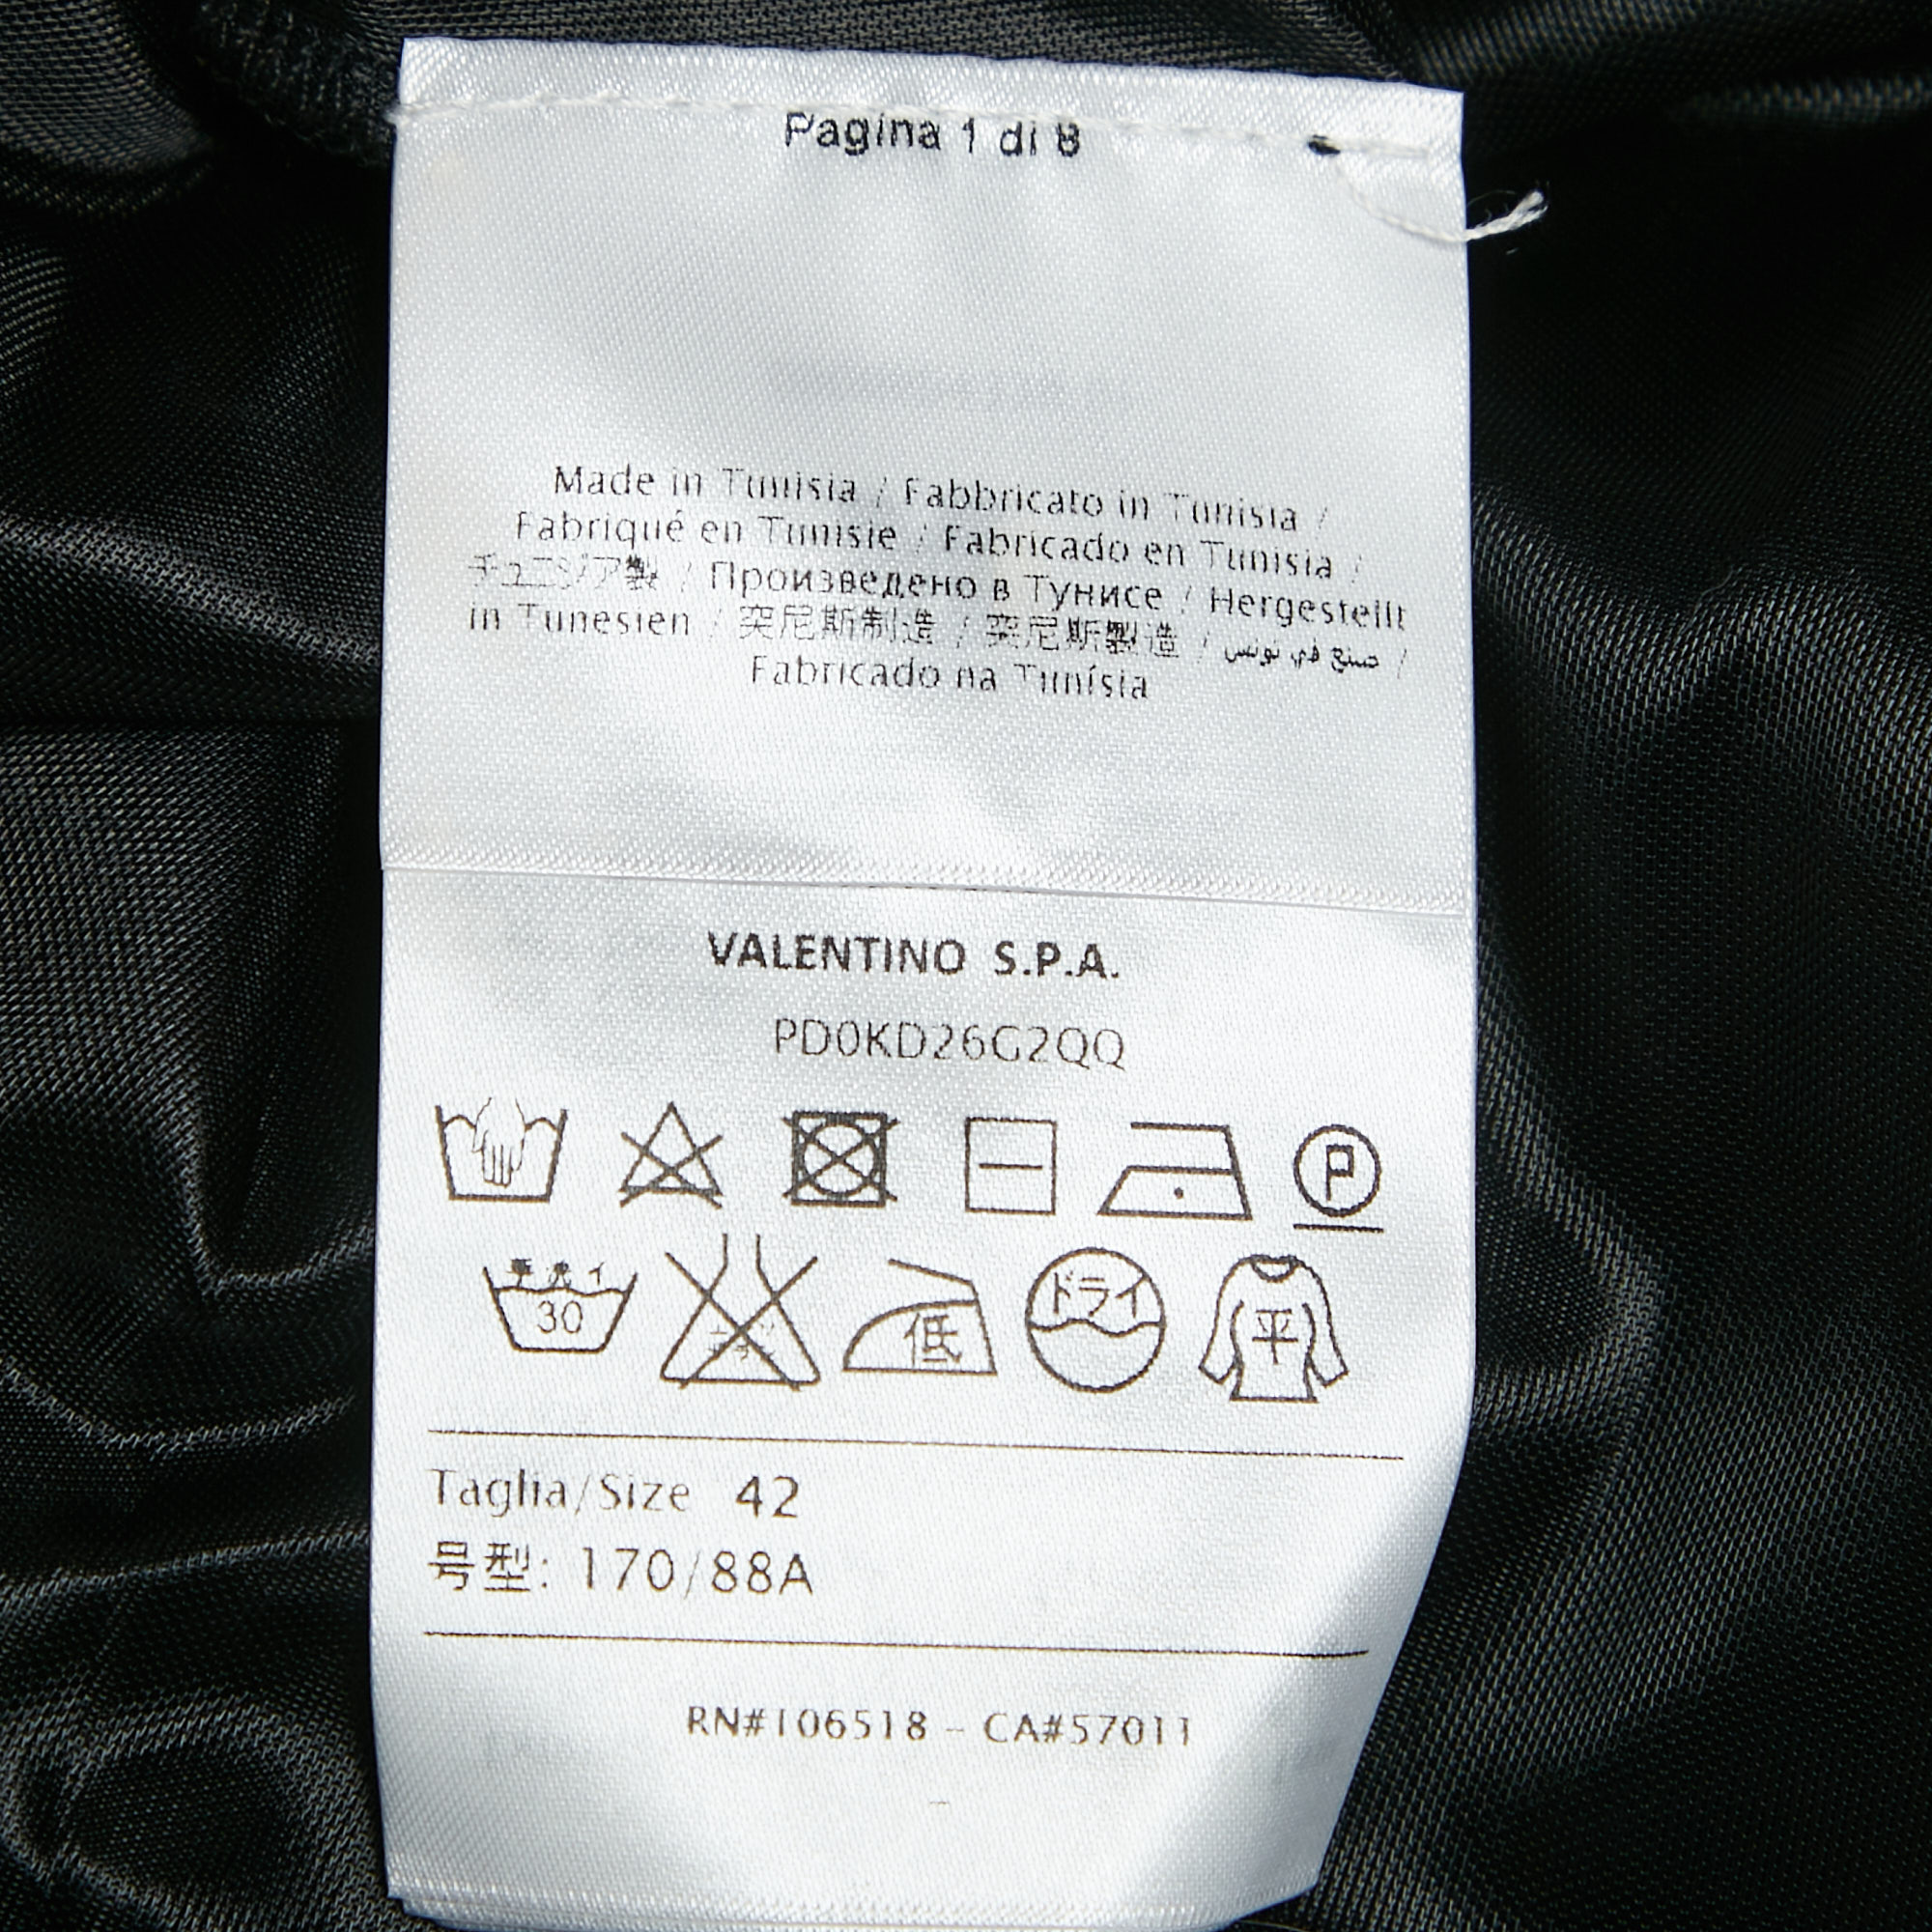 Pagina 1 di 8
Made in Tunisia / Fabbricato in Tunisia /
Fabriqué en Tunisie / Fabricado en Tunisia /
チュニジア製 / Произведено в Тунисе / Hergestellt
in Tunesien / 突尼斯制造 / 突尼斯製造 / صنع في تونس /
Fabricado na Tunísia
VALENTINO S.P.A.
PD0KD26G2QQ
P
手洗イ 30 低 ドライ 平
Taglia/Size 42
号型: 170/88A
RN#106518 - CA#57011